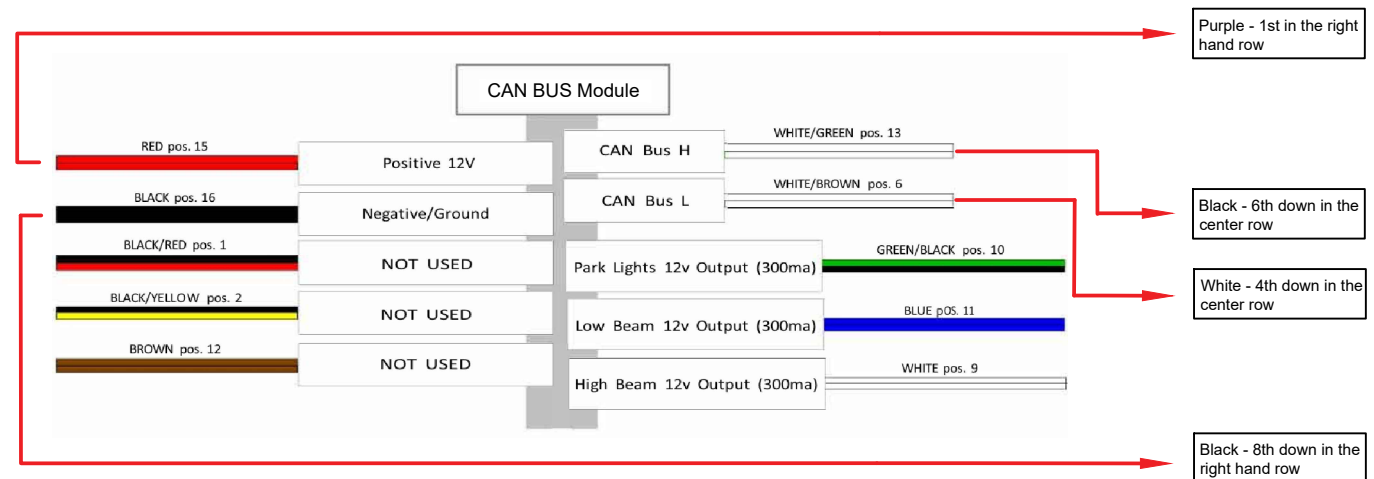 Purple - 1st in the right
hand row
CAN BUS Module
RED pos. 15
Positive 12V
BLACK pos. 16
Negative/Ground
BLACK/RED pos. 1
NOT USED
BLACK/YELLOW pos. 2
NOT USED
BROWN pos. 12
NOT USED
CAN Bus H
WHITE/GREEN pos. 13
CAN Bus L
WHITE/BROWN pos. 6
Park Lights 12v Output (300ma)
GREEN/BLACK pos. 10
Low Beam 12v Output (300ma)
BLUE pOS. 11
High Beam 12v Output (300ma)
WHITE pos. 9
Black - 6th down in the
center row
White - 4th down in the
center row
Black - 8th down in the
right hand row